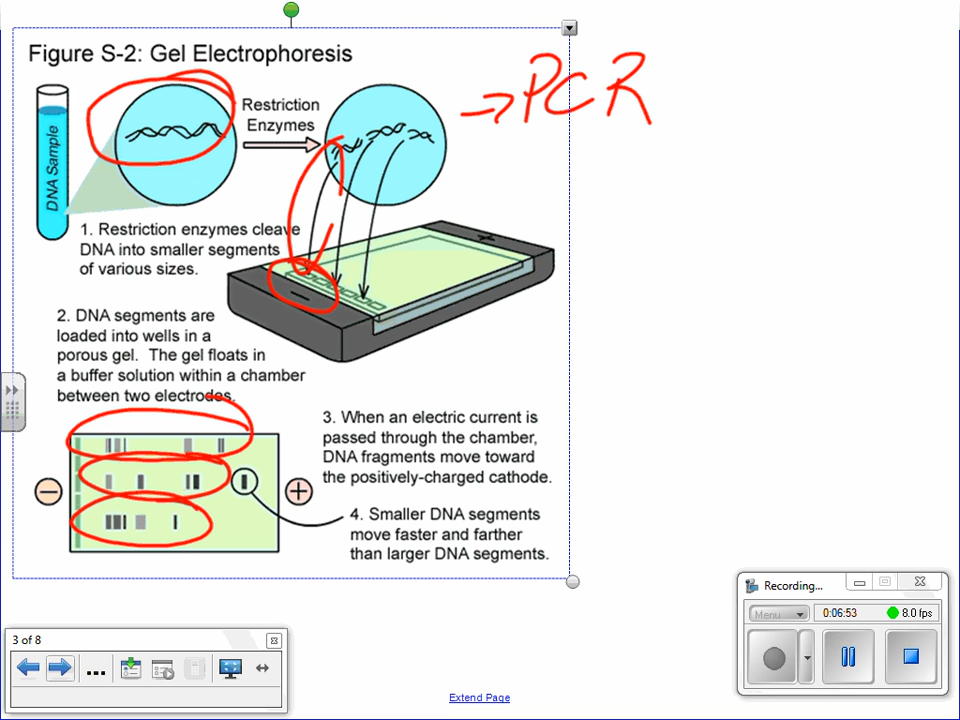 Figure S-2: Gel Electrophoresis
→ PCR
DNA Sample
Restriction
Enzymes
1. Restriction enzymes cleave
DNA into smaller segments
of various sizes.
2. DNA segments are
loaded into wells in a
porous gel. The gel floats in
a buffer solution within a chamber
between two electrodes.
3. When an electric current is
passed through the chamber,
DNA fragments move toward
the positively-charged cathode.
4. Smaller DNA segments
move faster and farther
than larger DNA segments.
Recording...
Menu
0:06:53
8.0 fps
3 of 8
Extend Page